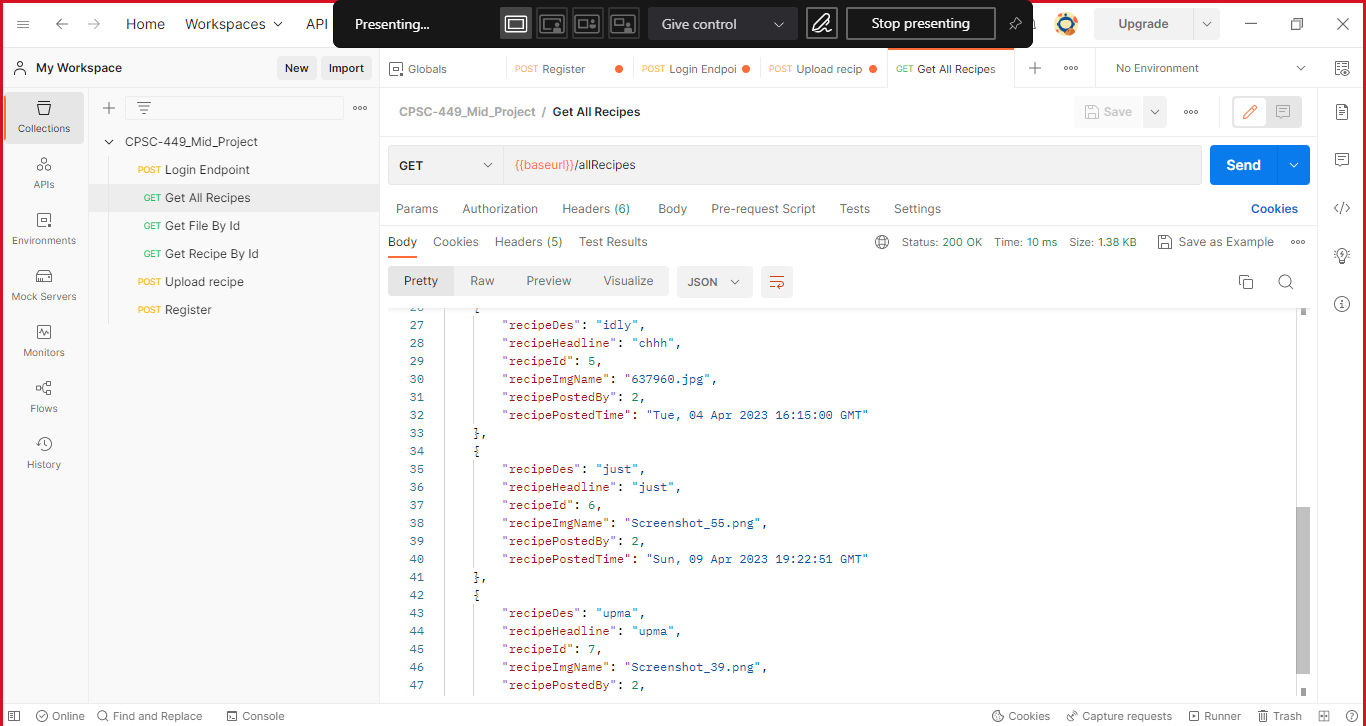 Home Workspaces API
Presenting... Give control Stop presenting
Upgrade
My Workspace New Import
Globals POST Register POST Login Endpoi POST Upload recip GET Get All Recipes No Environment
Collections
APIs
Environments
Mock Servers
Monitors
Flows
History
CPSC-449_Mid_Project
POST Login Endpoint
GET Get All Recipes
GET Get File By Id
GET Get Recipe By Id
POST Upload recipe
POST Register
CPSC-449_Mid_Project / Get All Recipes Save
GET {{baseurl}}/allRecipes Send
Params Authorization Headers (6) Body Pre-request Script Tests Settings Cookies
Body Cookies Headers (5) Test Results Status: 200 OK Time: 10 ms Size: 1.38 KB Save as Example
Pretty Raw Preview Visualize JSON
26 {
27 "recipeDes": "idly",
28 "recipeHeadline": "chhh",
29 "recipeId": 5,
30 "recipeImgName": "637960.jpg",
31 "recipePostedBy": 2,
32 "recipePostedTime": "Tue, 04 Apr 2023 16:15:00 GMT"
33 },
34 {
35 "recipeDes": "just",
36 "recipeHeadline": "just",
37 "recipeId": 6,
38 "recipeImgName": "Screenshot_55.png",
39 "recipePostedBy": 2,
40 "recipePostedTime": "Sun, 09 Apr 2023 19:22:51 GMT"
41 },
42 {
43 "recipeDes": "upma",
44 "recipeHeadline": "upma",
45 "recipeId": 7,
46 "recipeImgName": "Screenshot_39.png",
47 "recipePostedBy": 2,
Online Find and Replace Console Cookies Capture requests Runner Trash